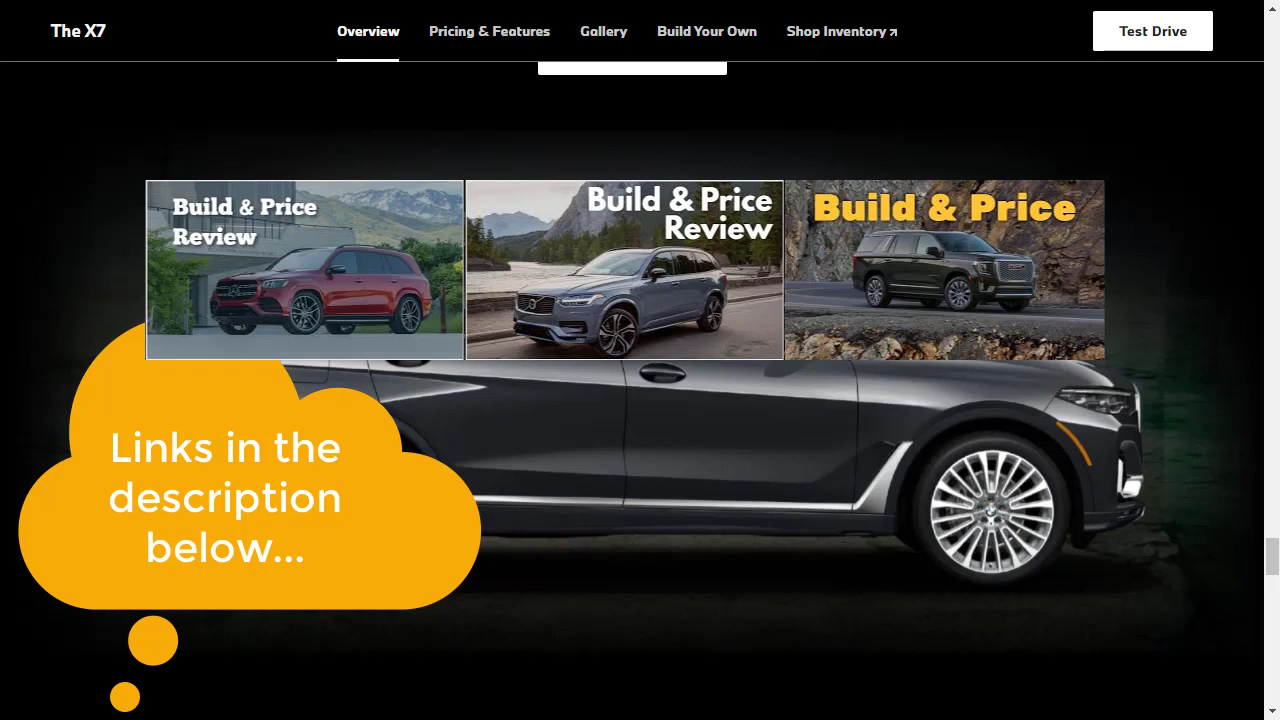 The X7
Overview
Pricing & Features
Gallery
Build Your Own
Shop Inventory
Test Drive
Build & Price
Review
Build & Price
Review
Build & Price
Links in the
description
below...